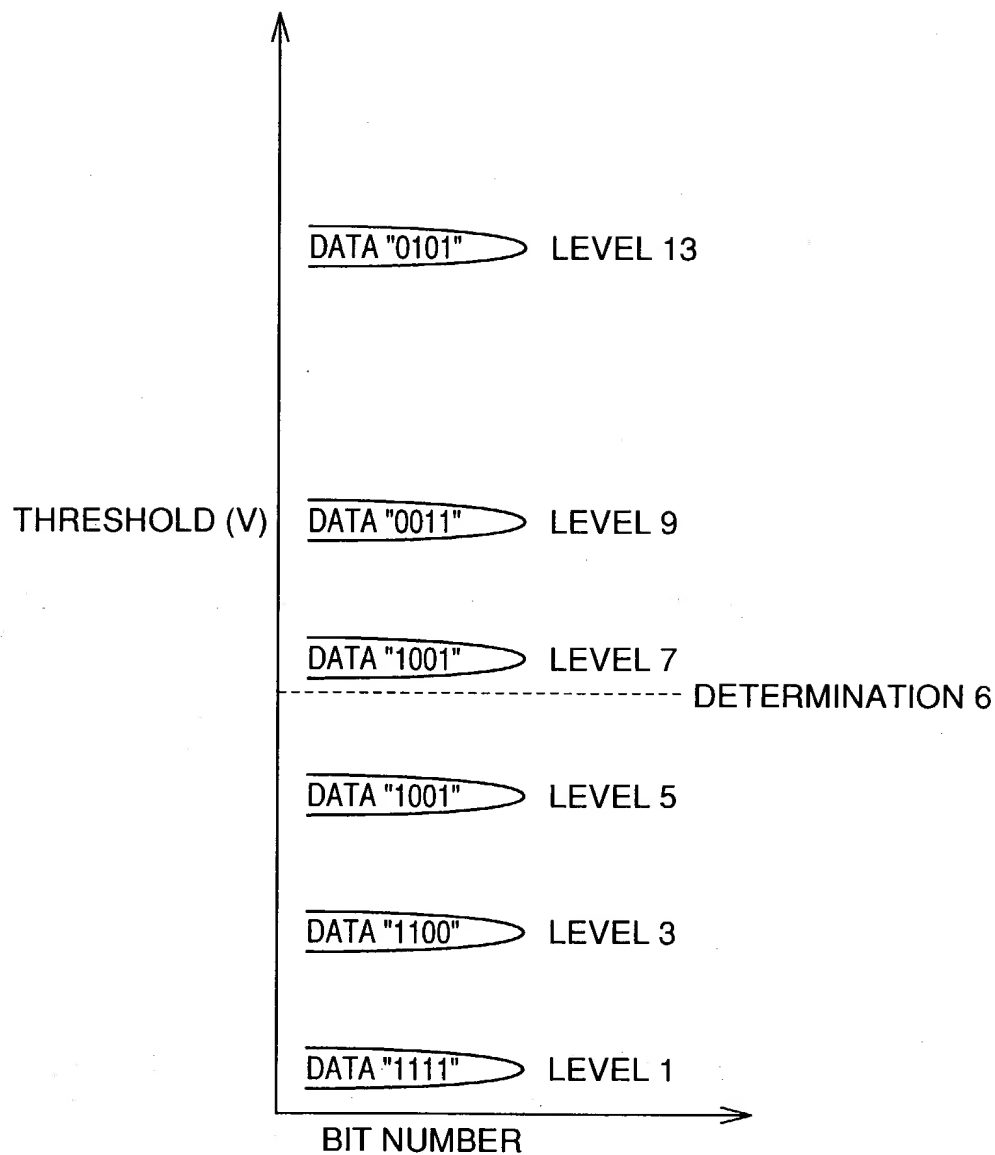 DATA "0101" LEVEL 13
THRESHOLD (V)
DATA "0011" LEVEL 9
DATA "1001" LEVEL 7
DETERMINATION 6
DATA "1001" LEVEL 5
DATA "1100" LEVEL 3
DATA "1111" LEVEL 1
BIT NUMBER